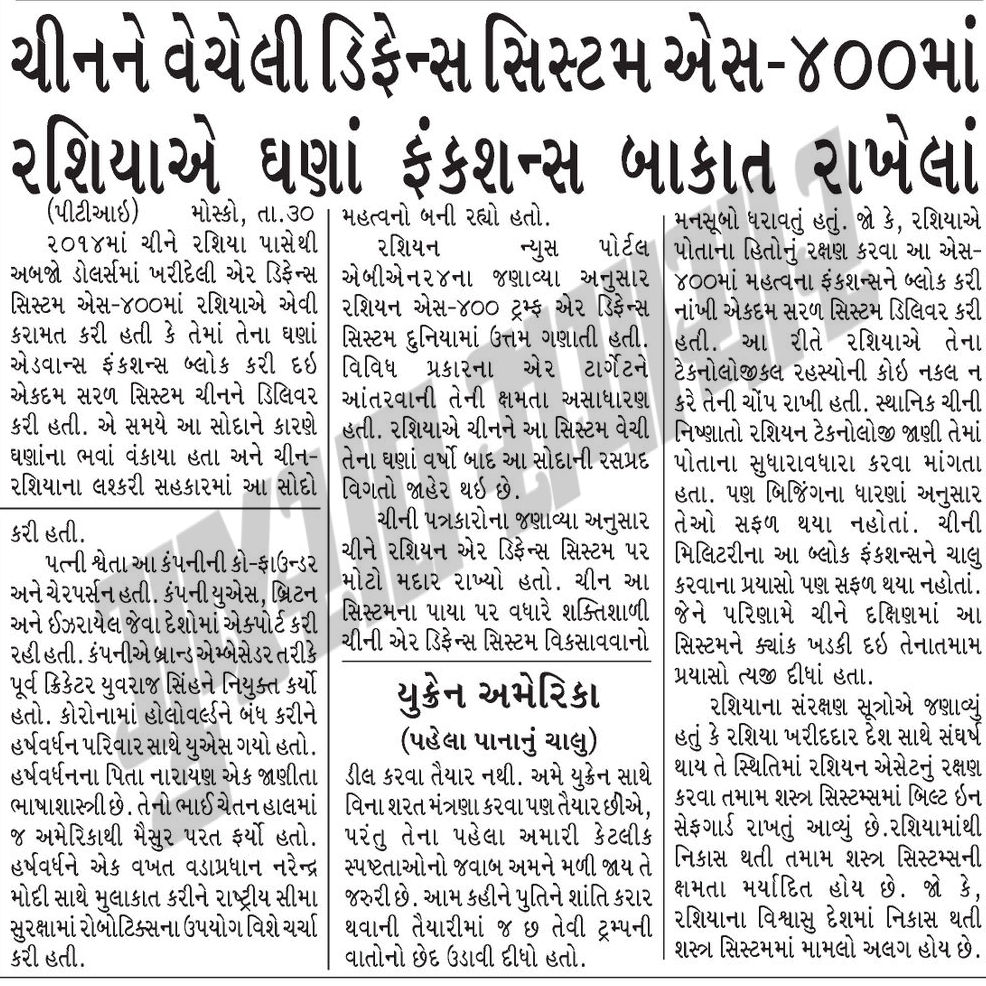 ચીનને વેચેલી ડિફેન્સ સિસ્ટમ એસ-૪૦૦માં
રશિયાએ ઘણાં ફંકશન્સ બાકાત રાખેલાં
(પીટીઆઇ) મોસ્કો, તા.૩૦
૨૦૧૪માં ચીને રશિયા પાસેથી
અબજો ડોલર્સમાં ખરીદેલી એર ડિફેન્સ
સિસ્ટમ એસ-૪૦૦માં રશિયાએ એવી
કરામત કરી હતી કે તેમાં તેના ઘણાં
એડવાન્સ ફંકશન્સ બ્લોક કરી દઇ
એકદમ સરળ સિસ્ટમ ચીનને ડિલિવર
કરી હતી. એ સમયે આ સોદાને કારણે
ઘણાંના ભવાં વંકાયા હતા અને ચીન-
રશિયાના લશ્કરી સહકારમાં આ સોદો
મહત્વનો બની રહ્યો હતો.
રશિયન ન્યુસ પોર્ટલ
એબીએન૨૪ના જણાવ્યા અનુસાર
રશિયન એસ-૪૦૦ ટ્રમ્ફ એર ડિફેન્સ
સિસ્ટમ દુનિયામાં ઉત્તમ ગણાતી હતી.
વિવિધ પ્રકારના એર ટાર્ગેટને
આંતરવાની તેની ક્ષમતા અસાધારણ
હતી. રશિયાએ ચીનને આ સિસ્ટમ વેચી
તેના ઘણાં વર્ષો બાદ આ સોદાની રસપ્રદ
વિગતો જાહેર થઇ છે.
ચીની પત્રકારોના જણાવ્યા અનુસાર
ચીને રશિયન એર ડિફેન્સ સિસ્ટમ પર
મોટો મદાર રાખ્યો હતો. ચીન આ
સિસ્ટમના પાયા પર વધારે શક્તિશાળી
ચીની એર ડિફેન્સ સિસ્ટમ વિકસાવવાનો
મનસૂબો ધરાવતું હતું. જો કે, રશિયાએ
પોતાના હિતોનું રક્ષણ કરવા આ એસ-
૪૦૦માં મહત્વના ફંકશન્સને બ્લોક કરી
નાંખી એકદમ સરળ સિસ્ટમ ડિલિવર કરી
હતી. આ રીતે રશિયાએ તેના
ટેકનોલોજીકલ રહસ્યોની કોઇ નકલ ન
કરે તેની ચોંપ રાખી હતી. સ્થાનિક ચીની
નિષ્ણાતો રશિયન ટેકનોલોજી જાણી તેમાં
પોતાના સુધારાવધારા કરવા માંગતા
હતા. પણ બિજિંગના ધારણાં અનુસાર
તેઓ સફળ થયા નહોતાં. ચીની
મિલિટરીના આ બ્લોક ફંકશન્સને ચાલુ
કરવાના પ્રયાસો પણ સફળ થયા નહોતાં.
જેને પરિણામે ચીને દક્ષિણમાં આ
સિસ્ટમને ક્યાંક ખડકી દઇ તેનાતમામ
પ્રયાસો ત્યજી દીધાં હતા.
રશિયાના સંરક્ષણ સૂત્રોએ જણાવ્યું
હતું કે રશિયા ખરીદદાર દેશ સાથે સંઘર્ષ
થાય તે સ્થિતિમાં રશિયન એસેટનું રક્ષણ
કરવા તમામ શસ્ત્ર સિસ્ટમ્સમાં બિલ્ટ ઇન
સેફગાર્ડ રાખતું આવ્યું છે.રશિયામાંથી
નિકાસ થતી તમામ શસ્ત્ર સિસ્ટમ્સની
ક્ષમતા મર્યાદિત હોય છે. જો કે,
રશિયાના વિશ્વાસુ દેશમાં નિકાસ થતી
શસ્ત્ર સિસ્ટમમાં મામલો અલગ હોય છે.
કરી હતી.
પત્ની શ્વેતા આ કંપનીની કો-ફાઉન્ડર
અને ચેરપર્સન હતી. કંપની યુએસ, બ્રિટન
અને ઈઝરાયેલ જેવા દેશોમાં એક્પોર્ટ કરી
રહી હતી. કંપનીએ બ્રાન્ડ એમ્બેસેડર તરીકે
પૂર્વ ક્રિકેટર યુવરાજ સિંહને નિયુક્ત કર્યો
હતો. કોરોનામાં હોલોવર્લ્ડને બંધ કરીને
હર્ષવર્ધન પરિવાર સાથે યુએસ ગયો હતો.
હર્ષવર્ધનના પિતા નારાયણ એક જાણીતા
ભાષાશાસ્ત્રી છે. તેનો ભાઈ ચેતન હાલમાં
જ અમેરિકાથી મૈસુર પરત ફર્યો હતો.
હર્ષવર્ધને એક વખત વડાપ્રધાન નરેન્દ્ર
મોદી સાથે મુલાકાત કરીને રાષ્ટ્રીય સીમા
સુરક્ષામાં રોબોટિક્સના ઉપયોગ વિશે ચર્ચા
કરી હતી.
યુક્રેન અમેરિકા
(પહેલા પાનાનું ચાલુ)
ડીલ કરવા તૈયાર નથી. અમે યુક્રેન સાથે
વિના શરત મંત્રણા કરવા પણ તૈયાર છીએ,
પરંતુ તેના પહેલા અમારી કેટલીક
સ્પષ્ટતાઓનો જવાબ અમને મળી જાય તે
જરુરી છે. આમ કહીને પુતિને શાંતિ કરાર
થવાની તૈયારીમાં જ છ તેવી ટ્રમ્પની
વાતોનો છેદ ઉડાવી દીધો હતો.
ગુજરાત સમાચાર